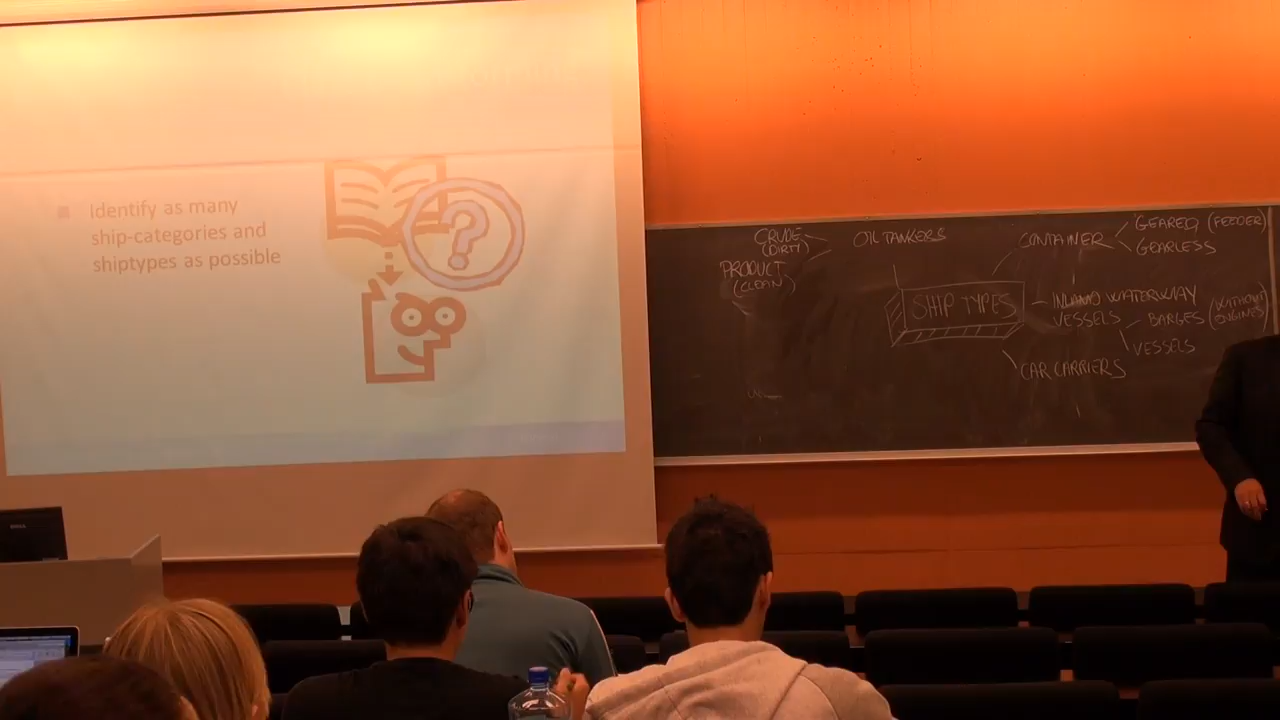 Identify as many
ship-categories and
shiptypes as possible
?
CRUDE
(DIRTY)
OIL TANKERS
PRODUCT
(CLEAN)
CONTAINER
GEARED (FEEDER)
GEARLESS
SHIP TYPES
INLAND WATERWAY
VESSELS
BARGES (WITHOUT
ENGINES)
VESSELS
CAR CARRIERS
DELL